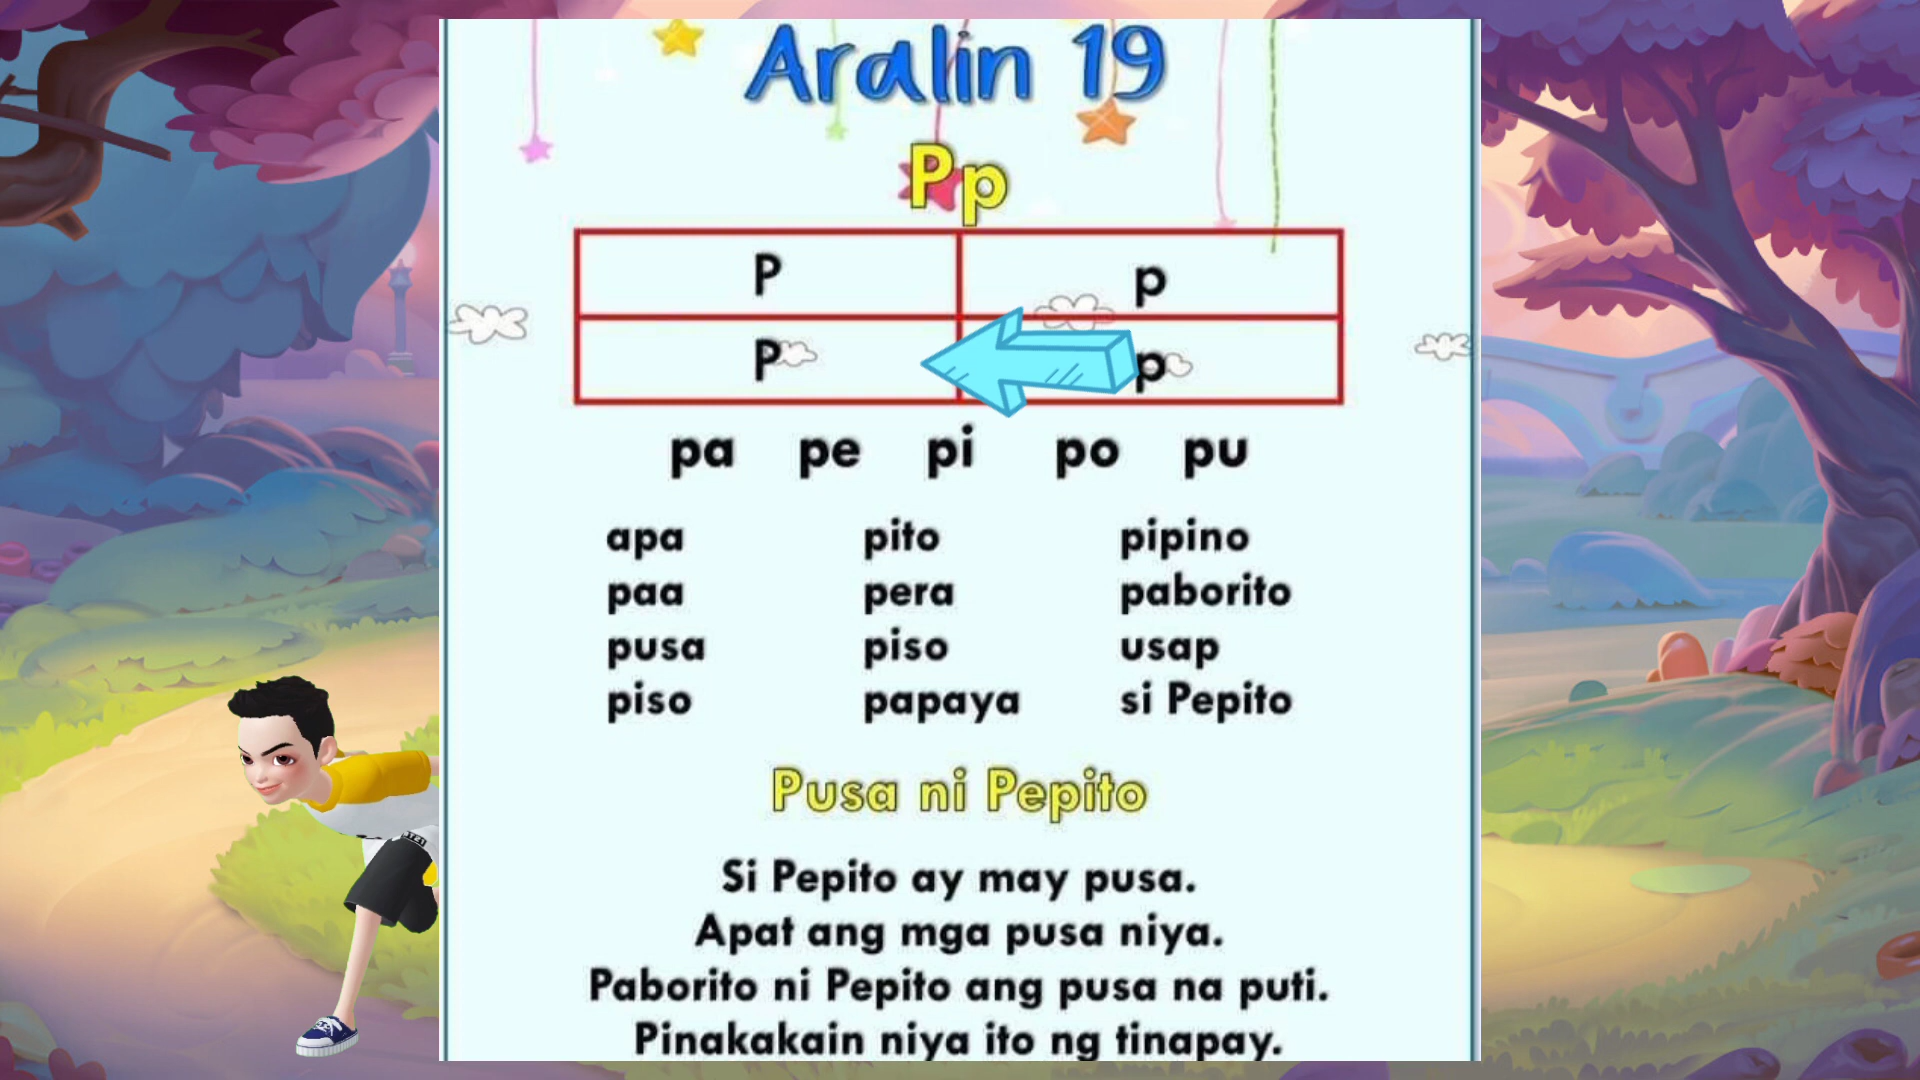 Aralin 19
Pp
P p
P p
pa pe pi po pu
apa pito pipino
paa pera paborito
pusa piso usap
piso papaya si Pepito
Pusa ni Pepito
Si Pepito ay may pusa.
Apat ang mga pusa niya.
Paborito ni Pepito ang pusa na puti.
Pinakakain niya ito ng tinapay.